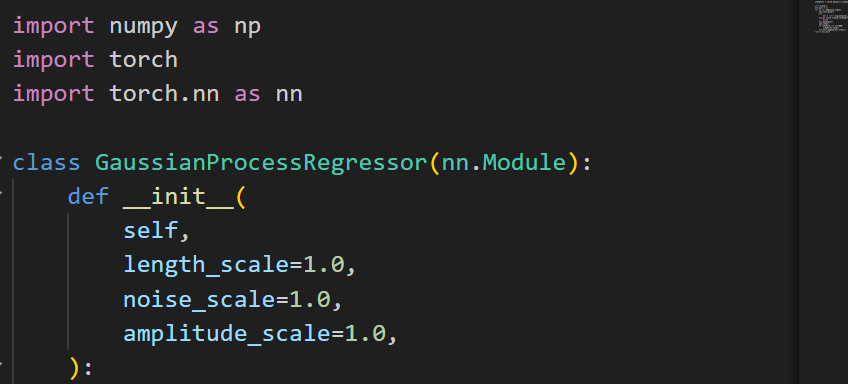 import numpy as np
import torch
import torch.nn as nn
class GaussianProcessRegressor(nn.Module):
    def __init__(
        self,
        length_scale=1.0,
        noise_scale=1.0,
        amplitude_scale=1.0,
    ):